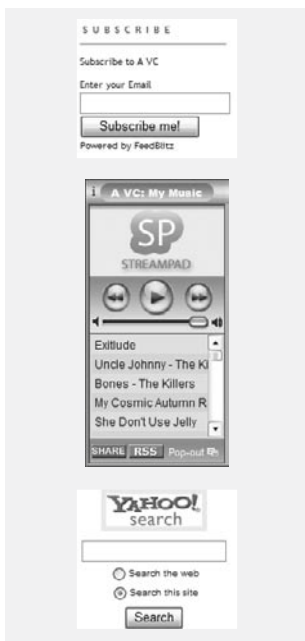 SUBSCRIBE
Subscribe to A VC
Enter your Email
Subscribe me!
Powered by FeedBlitz
i A VC: My Music
SP
STREAMPAD
Exitlude
Uncle Johnny - The Ki
Bones - The Killers
My Cosmic Autumn R
She Don't Use Jelly
SHARE RSS Pop-out
YAHOO!
search
Search the web
Search this site
Search